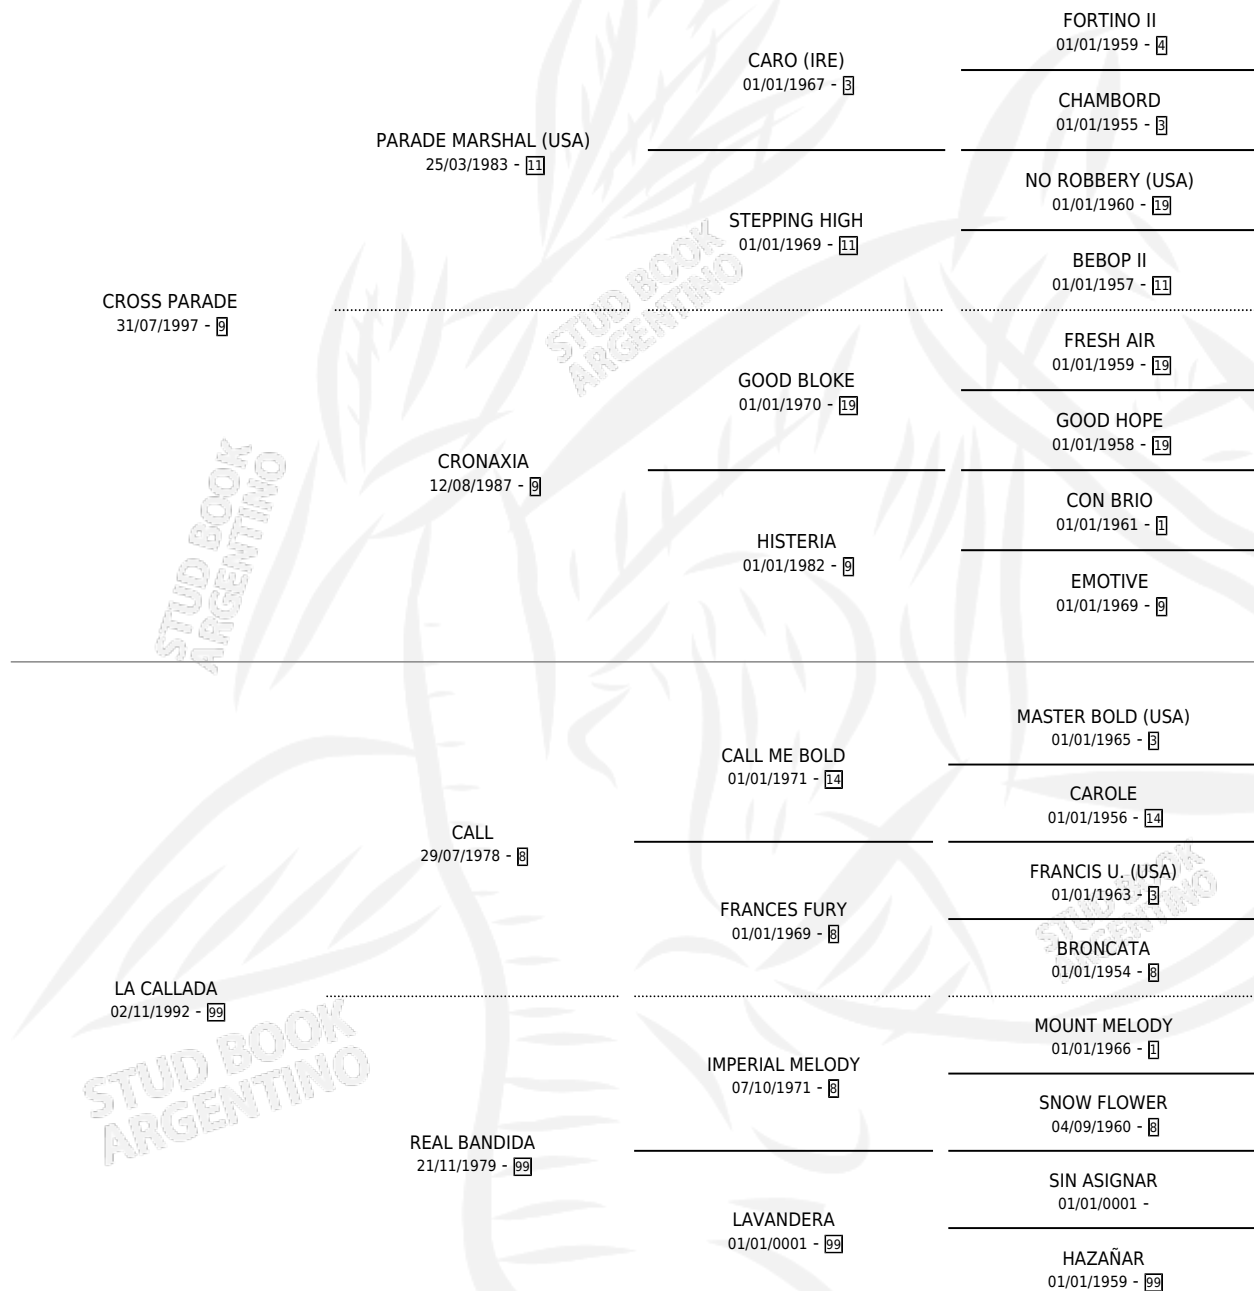 FORTINO II
01/01/1959 - 4
CARO (IRE)
01/01/1967 - 3
CHAMBORD
01/01/1955 - 3
PARADE MARSHAL (USA)
25/03/1983 - 11
NO ROBBERY (USA)
01/01/1960 - 19
STEPPING HIGH
01/01/1969 - 11
BEBOP II
01/01/1957 - 11
CROSS PARADE
31/07/1997 - 9
FRESH AIR
01/01/1959 - 19
GOOD BLOKE
01/01/1970 - 19
GOOD HOPE
01/01/1958 - 19
CRONAXIA
12/08/1987 - 9
CON BRIO
01/01/1961 - 1
HISTERIA
01/01/1982 - 9
EMOTIVE
01/01/1969 - 9
STUD BOOK
ARGENTINO
STUD BOOK
ARGENTINO
MASTER BOLD (USA)
01/01/1965 - 3
CALL ME BOLD
01/01/1971 - 14
CAROLE
01/01/1956 - 14
CALL
29/07/1978 - 8
FRANCIS U. (USA)
01/01/1963 - 3
FRANCES FURY
01/01/1969 - 8
BRONCATA
01/01/1954 - 8
STUD BOOK
ARGENTINO
LA CALLADA
02/11/1992 - 99
MOUNT MELODY
01/01/1966 - 1
IMPERIAL MELODY
07/10/1971 - 8
SNOW FLOWER
04/09/1960 - 8
STUD BOOK
ARGENTINO
REAL BANDIDA
21/11/1979 - 99
SIN ASIGNAR
01/01/0001 -
LAVANDERA
01/01/0001 - 99
HAZAÑAR
01/01/1959 - 99